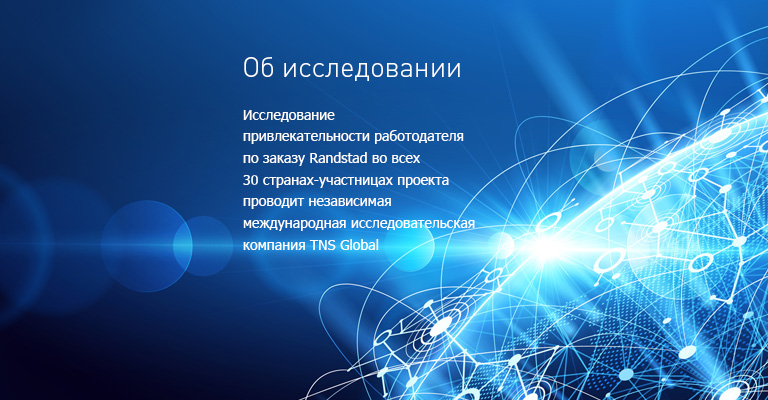 Об исследовании
Исследование
привлекательности работодателя
по заказу Randstad во всех
30 странах-участницах проекта
проводит независимая
международная исследовательская
компания TNS Global